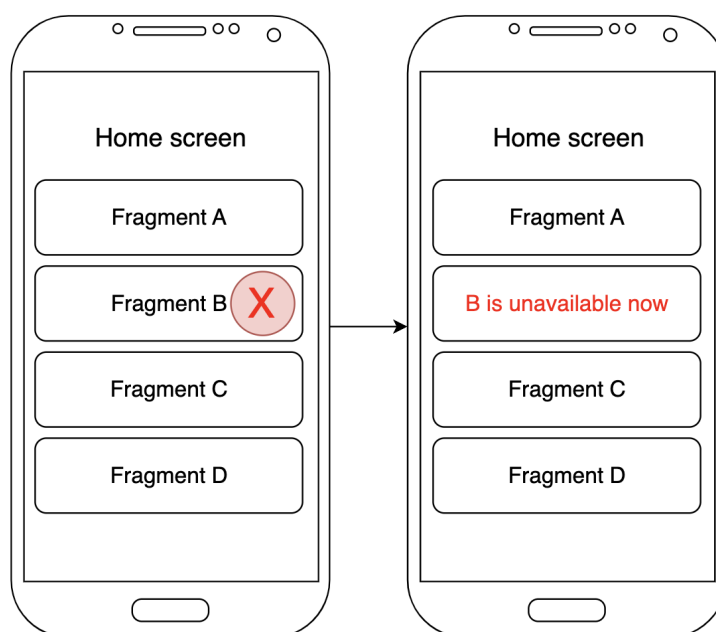 Home screen
Fragment A
Fragment B X
Fragment C
Fragment D
Home screen
Fragment A
B is unavailable now
Fragment C
Fragment D